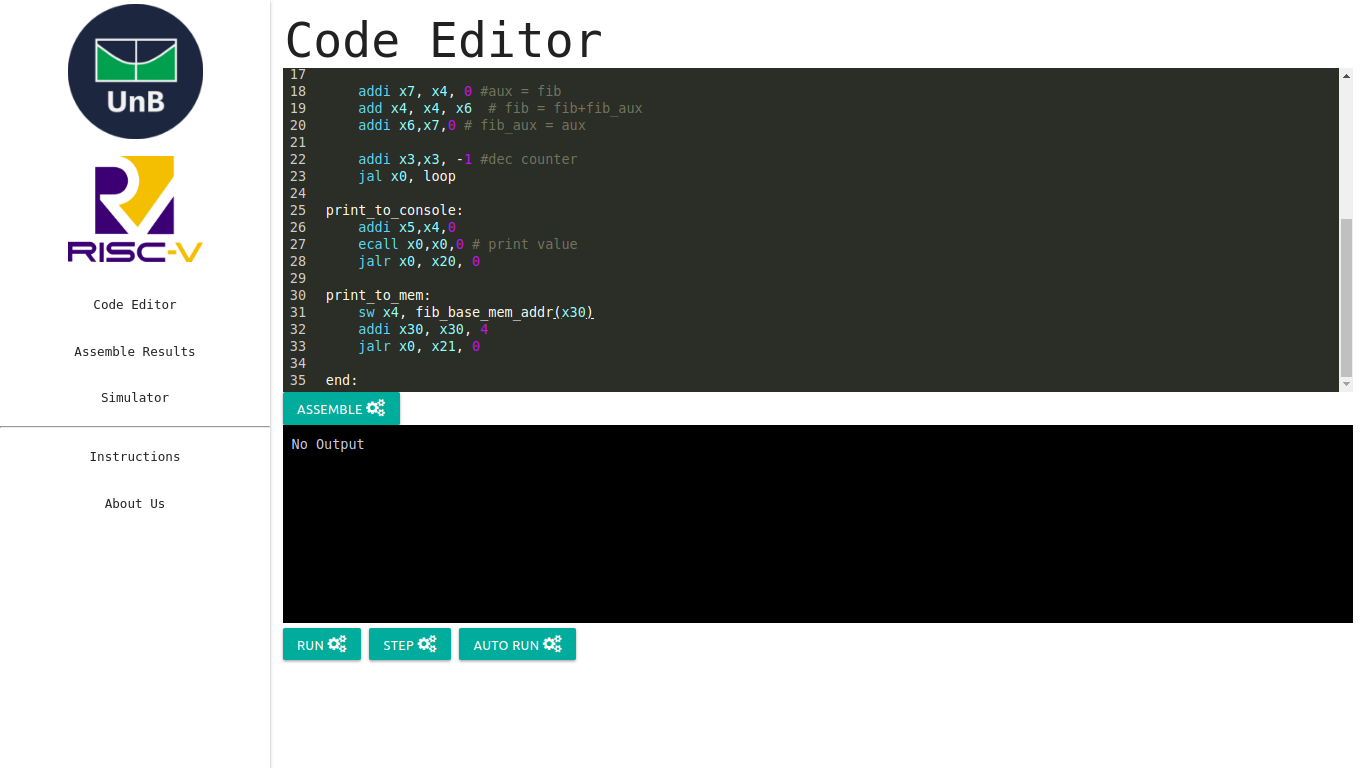 UnB
RISC-V
Code Editor
Assemble Results
Simulator
Instructions
About Us
Code Editor
17
18 addi x7, x4, 0 #aux = fib
19 add x4, x4, x6 # fib = fib+fib_aux
20 addi x6,x7,0 # fib_aux = aux
21
22 addi x3,x3, -1 #dec counter
23 jal x0, loop
24
25 print_to_console:
26 addi x5,x4,0
27 ecall x0,x0,0 # print value
28 jalr x0, x20, 0
29
30 print_to_mem:
31 sw x4, fib_base_mem_addr(x30)
32 addi x30, x30, 4
33 jalr x0, x21, 0
34
35 end:
ASSEMBLE
No Output
RUN STEP AUTO RUN